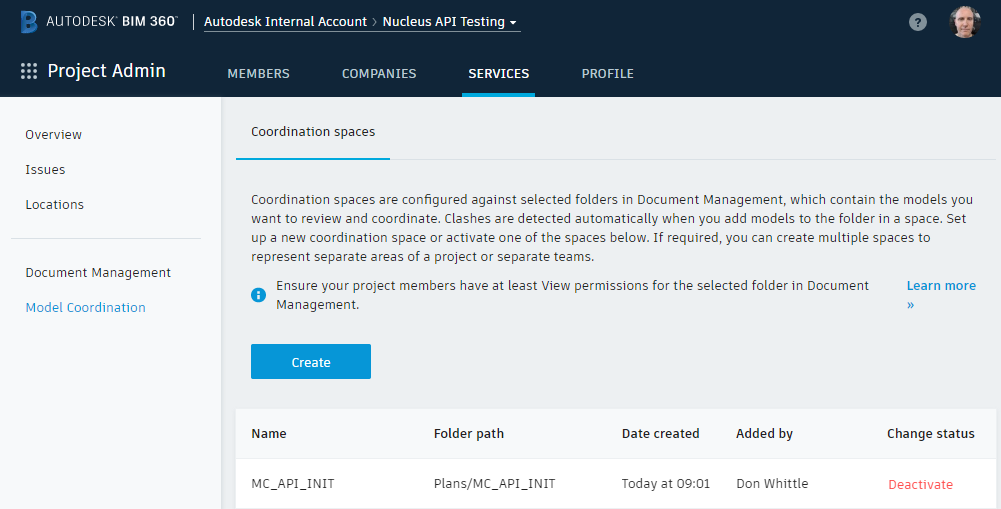 AUTODESK® BIM 360™ Autodesk Internal Account > Nucleus API Testing ?
Project Admin MEMBERS COMPANIES SERVICES PROFILE
Overview
Issues
Locations
Document Management
Model Coordination
Coordination spaces
Coordination spaces are configured against selected folders in Document Management, which contain the models you
want to review and coordinate. Clashes are detected automatically when you add models to the folder in a space. Set
up a new coordination space or activate one of the spaces below. If required, you can create multiple spaces to
represent separate areas of a project or separate teams.
Ensure your project members have at least View permissions for the selected folder in Document
Management.
Learn more
»
Create
Name Folder path Date created Added by Change status
MC_API_INIT Plans/MC_API_INIT Today at 09:01 Don Whittle Deactivate